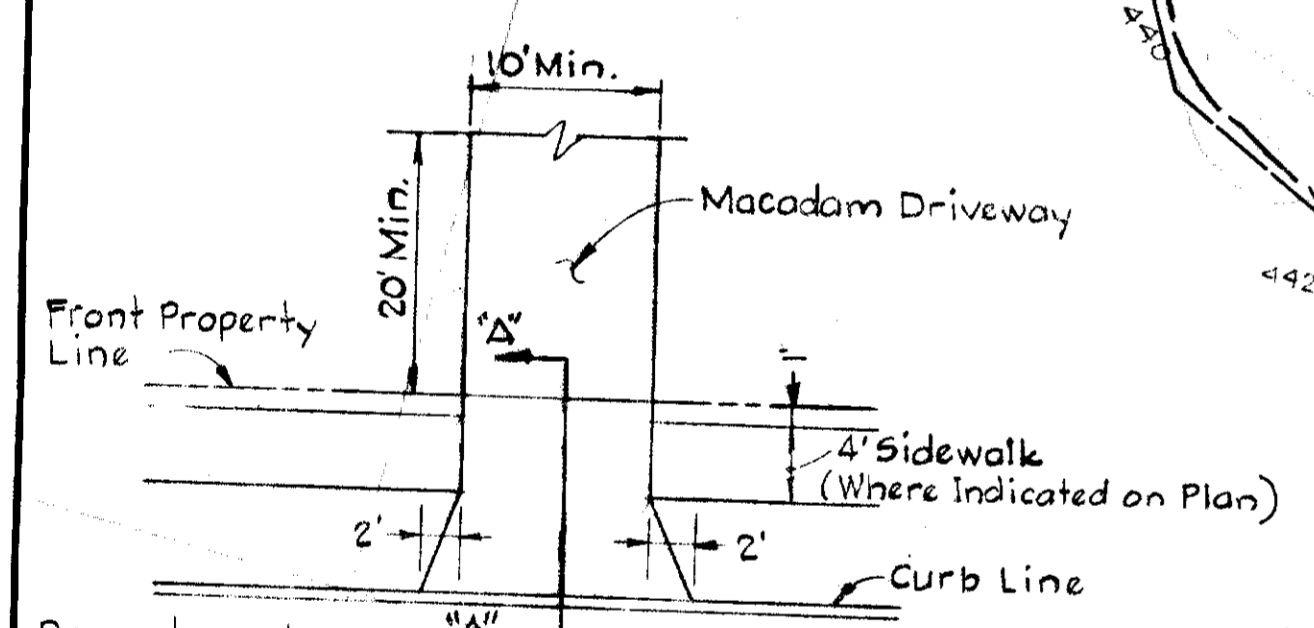 10' Min.
440
Macadam Driveway
20' Min.
442
Front Property
Line
"A"
1'
4' Sidewalk
(Where Indicated on Plan)
2'
2'
Curb Line
"A"